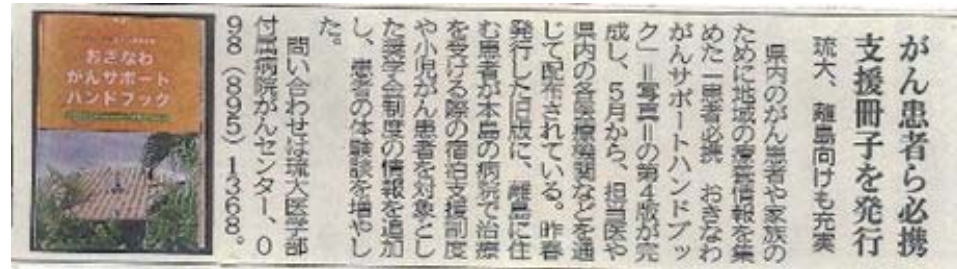 がん患者ら必携
支援冊子を発行
琉大、離島向けも充実
県内のがん患者や家族の
ために地域の療養情報を集
めた「患者必携 おきなわ
がんサポートハンドブッ
ク」＝写真＝の第4版が完
成し、5月から、担当医や
県内の各医療機関などを通
じて配布されている。昨春
発行した旧版に、離島に住
む患者が本島の病院で治療
を受ける際の宿泊支援制度
や小児がん患者を対象とし
た奨学金制度の情報を追加
し、患者の体験談を増やし
た。
問い合わせは琉大医学部
付属病院がんセンター、0
98（895）1368。
おきなわ
がんサポート
ハンドブック